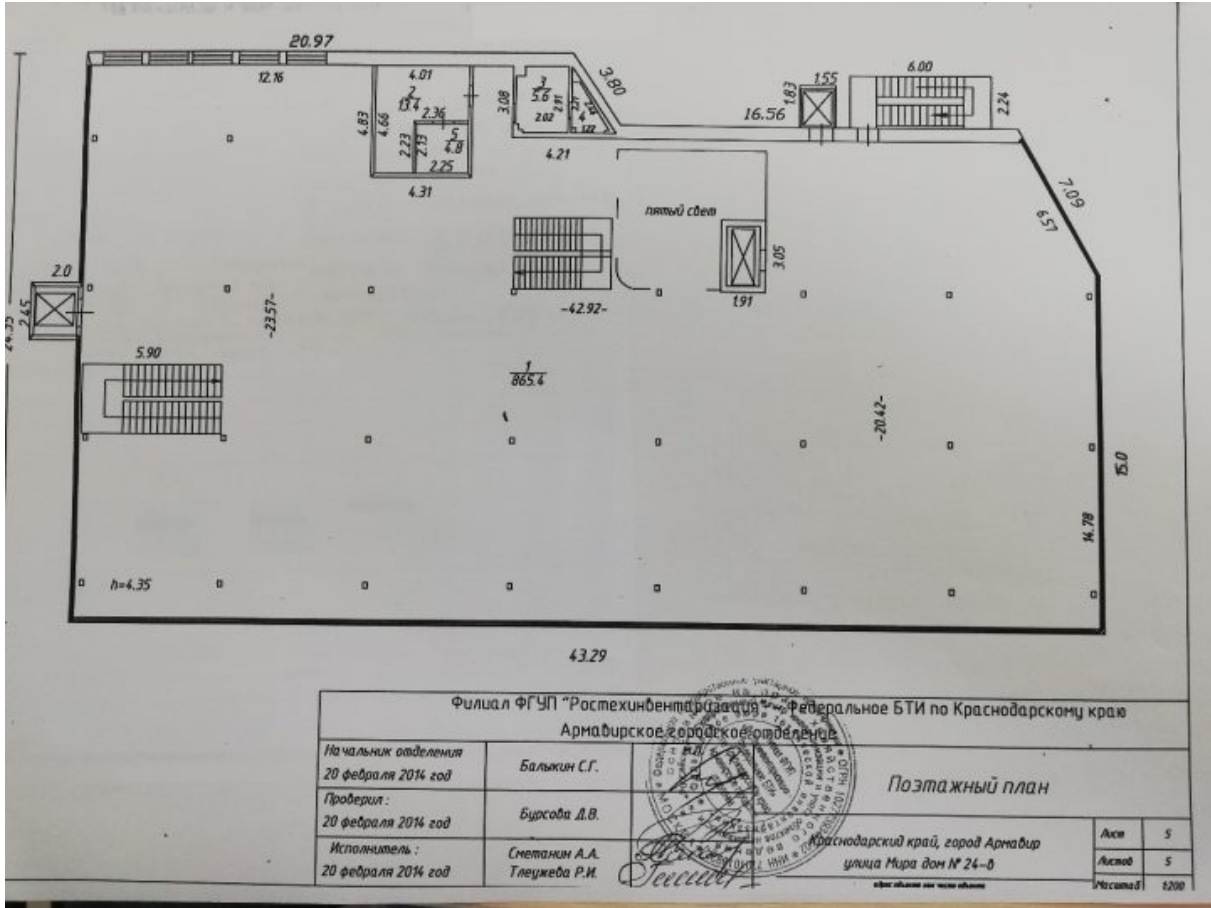 20.97
12.16
4.01
2
13.4
2.36
4.83
4.66
2.23
2.13
5
4.8
2.25
4.31
3.08
3
5.6
2.91
2.02
2.21
4
1.22
3.80
4.21
16.56
1.83
1.55
6.00
2.24
7.09
6.57
пятый свет
3.05
1.91
2.0
2.45
24.35
-23.57-
-42.92-
5.90
1
865.4
-20.42-
15.0
14.78
h=4.35
43.29
Филиал ФГУП "Ростехинвентаризация" - Федеральное БТИ по Краснодарскому краю
Армавирское городское отделение
Начальник отделения
20 февраля 2014 год
Балыкин С.Г.
М.П.
Поэтажный план
Проверил :
20 февраля 2014 год
Бурсова Д.В.
Исполнитель :
20 февраля 2014 год
Сметанин А.А.
Тлеужева Р.И.
Краснодарский край, город Армавир
улица Мира дом № 24-в
Лист 5
Листов 5
Масштаб 1:200